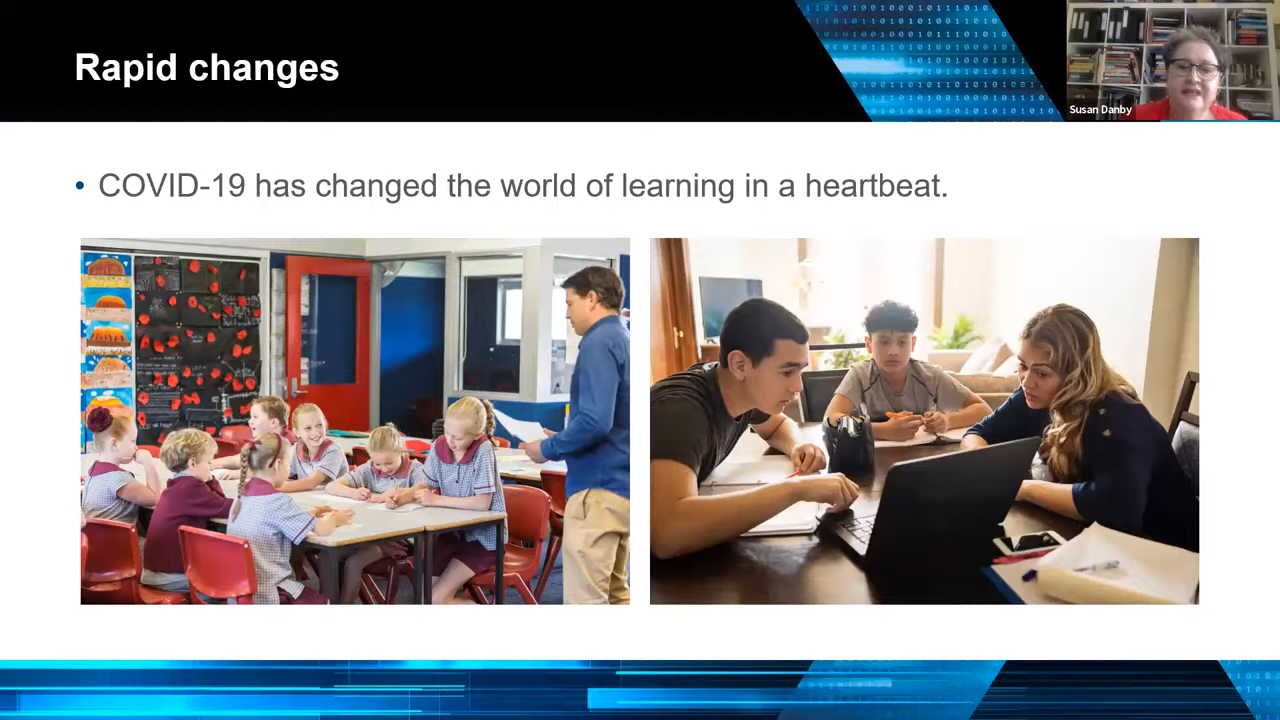 Rapid changes
Susan Danby
• COVID-19 has changed the world of learning in a heartbeat.